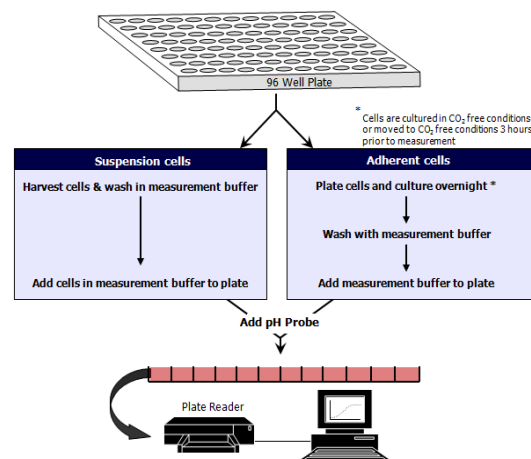 96 Well Plate
*
Cells are cultured in CO₂ free conditions
or moved to CO₂ free conditions 3 hours
prior to measurement
Suspension cells
Harvest cells & wash in measurement buffer
Add cells in measurement buffer to plate
Adherent cells
Plate cells and culture overnight *
Wash with measurement buffer
Add measurement buffer to plate
Add pH Probe
Plate Reader